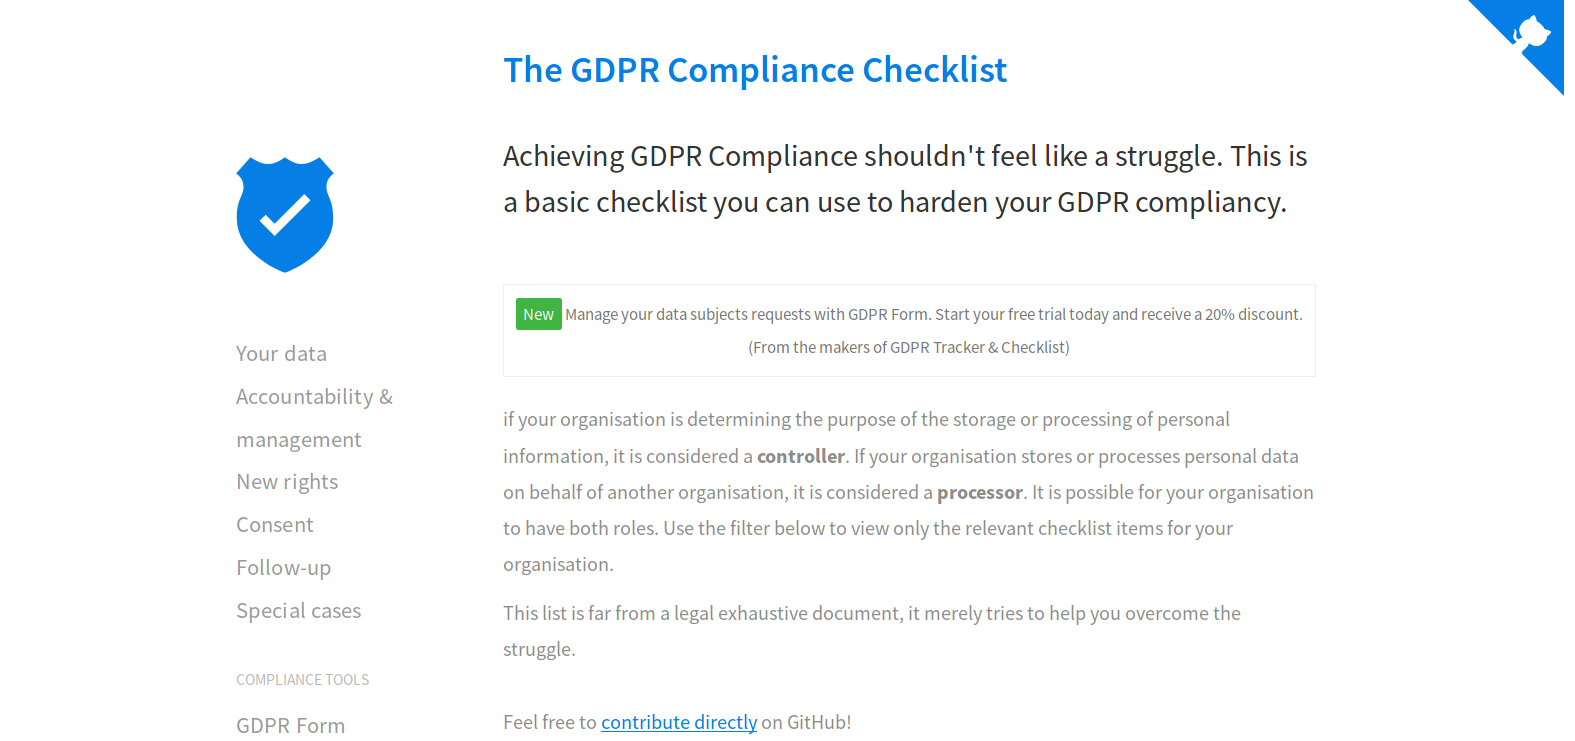 The GDPR Compliance Checklist
Achieving GDPR Compliance shouldn't feel like a struggle. This is
a basic checklist you can use to harden your GDPR compliancy.
New Manage your data subjects requests with GDPR Form. Start your free trial today and receive a 20% discount.
(From the makers of GDPR Tracker & Checklist)
if your organisation is determining the purpose of the storage or processing of personal
information, it is considered a controller. If your organisation stores or processes personal data
on behalf of another organisation, it is considered a processor. It is possible for your organisation
to have both roles. Use the filter below to view only the relevant checklist items for your
organisation.
This list is far from a legal exhaustive document, it merely tries to help you overcome the
struggle.
Feel free to contribute directly on GitHub!
Your data
Accountability &
management
New rights
Consent
Follow-up
Special cases
COMPLIANCE TOOLS
GDPR Form